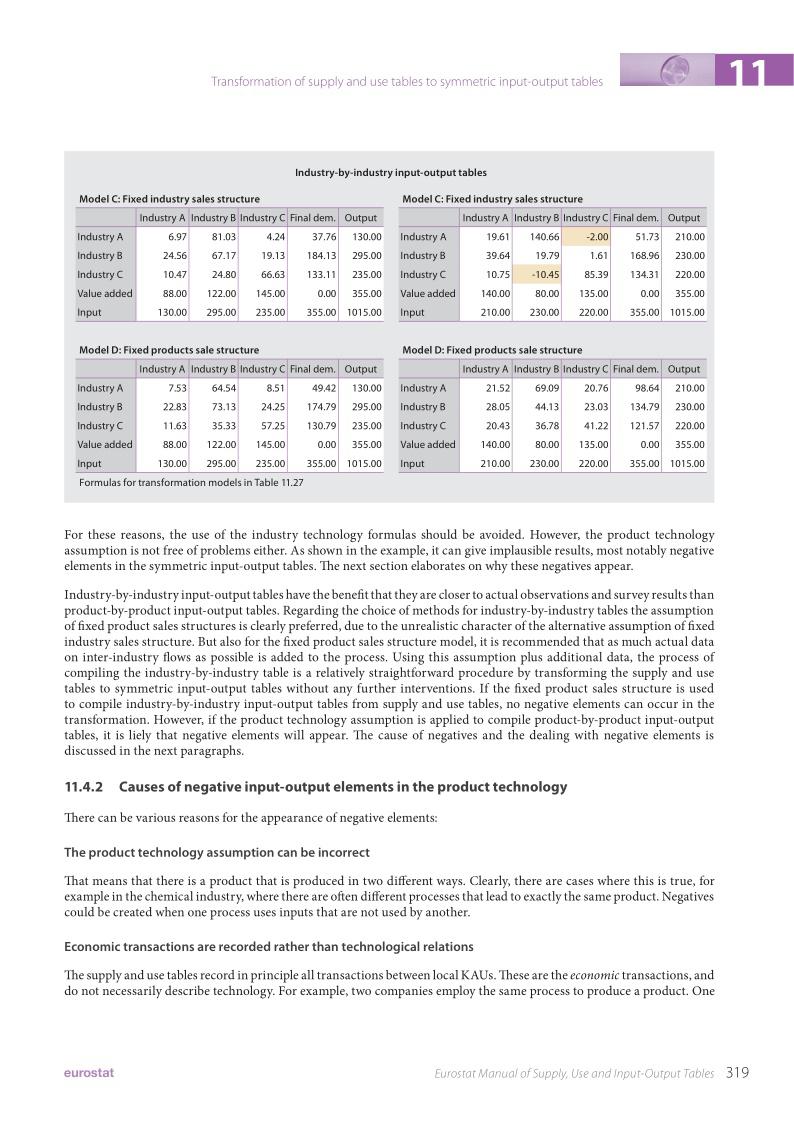 Transformation of supply and use tables to symmetric input-output tables
11
Industry-by-industry input-output tables
Model C: Fixed industry sales structure
Industry A Industry B Industry C Final dem. Output
Industry A 6.97 81.03 4.24 37.76 130.00
Industry B 24.56 67.17 19.13 184.13 295.00
Industry C 10.47 24.80 66.63 133.11 235.00
Value added 88.00 122.00 145.00 0.00 355.00
Input 130.00 295.00 235.00 355.00 1015.00
Model C: Fixed industry sales structure
Industry A Industry B Industry C Final dem. Output
Industry A 19.61 140.66 -2.00 51.73 210.00
Industry B 39.64 19.79 1.61 168.96 230.00
Industry C 10.75 -10.45 85.39 134.31 220.00
Value added 140.00 80.00 135.00 0.00 355.00
Input 210.00 230.00 220.00 355.00 1015.00
Model D: Fixed products sale structure
Industry A Industry B Industry C Final dem. Output
Industry A 7.53 64.54 8.51 49.42 130.00
Industry B 22.83 73.13 24.25 174.79 295.00
Industry C 11.63 35.33 57.25 130.79 235.00
Value added 88.00 122.00 145.00 0.00 355.00
Input 130.00 295.00 235.00 355.00 1015.00
Model D: Fixed products sale structure
Industry A Industry B Industry C Final dem. Output
Industry A 21.52 69.09 20.76 98.64 210.00
Industry B 28.05 44.13 23.03 134.79 230.00
Industry C 20.43 36.78 41.22 121.57 220.00
Value added 140.00 80.00 135.00 0.00 355.00
Input 210.00 230.00 220.00 355.00 1015.00
Formulas for transformation models in Table 11.27
For these reasons, the use of the industry technology formulas should be avoided. However, the product technology
assumption is not free of problems either. As shown in the example, it can give implausible results, most notably negative
elements in the symmetric input-output tables. The next section elaborates on why these negatives appear.
Industry-by-industry input-output tables have the benefit that they are closer to actual observations and survey results than
product-by-product input-output tables. Regarding the choice of methods for industry-by-industry tables the assumption
of fixed product sales structures is clearly preferred, due to the unrealistic character of the alternative assumption of fixed
industry sales structure. But also for the fixed product sales structure model, it is recommended that as much actual data
on inter-industry flows as possible is added to the process. Using this assumption plus additional data, the process of
compiling the industry-by-industry table is a relatively straightforward procedure by transforming the supply and use
tables to symmetric input-output tables without any further interventions. If the fixed product sales structure is used
to compile industry-by-industry input-output tables from supply and use tables, no negative elements can occur in the
transformation. However, if the product technology assumption is applied to compile product-by-product input-output
tables, it is liely that negative elements will appear. The cause of negatives and the dealing with negative elements is
discussed in the next paragraphs.
11.4.2 Causes of negative input-output elements in the product technology
There can be various reasons for the appearance of negative elements:
The product technology assumption can be incorrect
That means that there is a product that is produced in two different ways. Clearly, there are cases where this is true, for
example in the chemical industry, where there are often different processes that lead to exactly the same product. Negatives
could be created when one process uses inputs that are not used by another.
Economic transactions are recorded rather than technological relations
The supply and use tables record in principle all transactions between local KAUs. These are the economic transactions, and
do not necessarily describe technology. For example, two companies employ the same process to produce a product. One
eurostat
Eurostat Manual of Supply, Use and Input-Output Tables 319